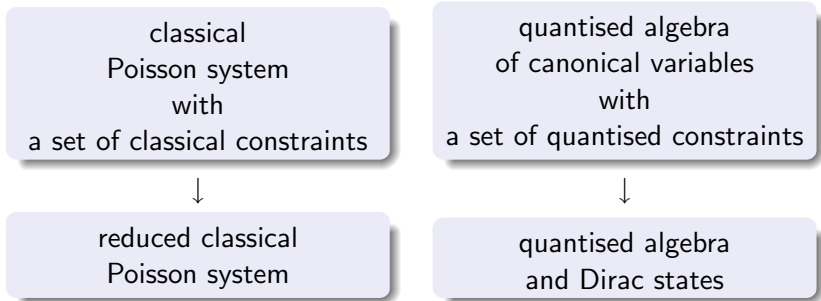 classical
Poisson system
with
a set of classical constraints
↓
reduced classical
Poisson system
quantised algebra
of canonical variables
with
a set of quantised constraints
↓
quantised algebra
and Dirac states